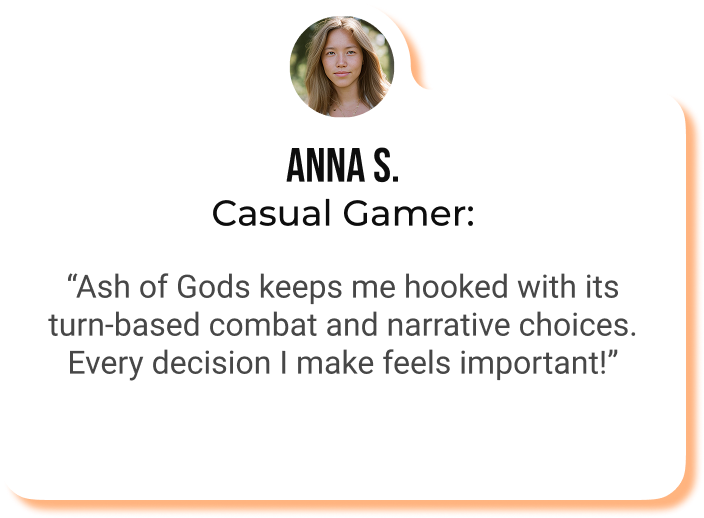 ANNA S.
Casual Gamer:
“Ash of Gods keeps me hooked with its
turn-based combat and narrative choices.
Every decision I make feels important!”